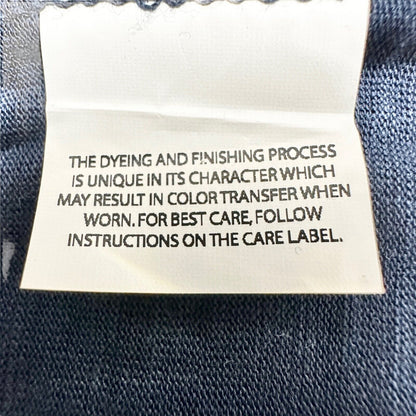 THE DYEING AND FINISHING PROCESS
IS UNIQUE IN ITS CHARACTER WHICH
MAY RESULT IN COLOR TRANSFER WHEN
WORN. FOR BEST CARE, FOLLOW
INSTRUCTIONS ON THE CARE LABEL.